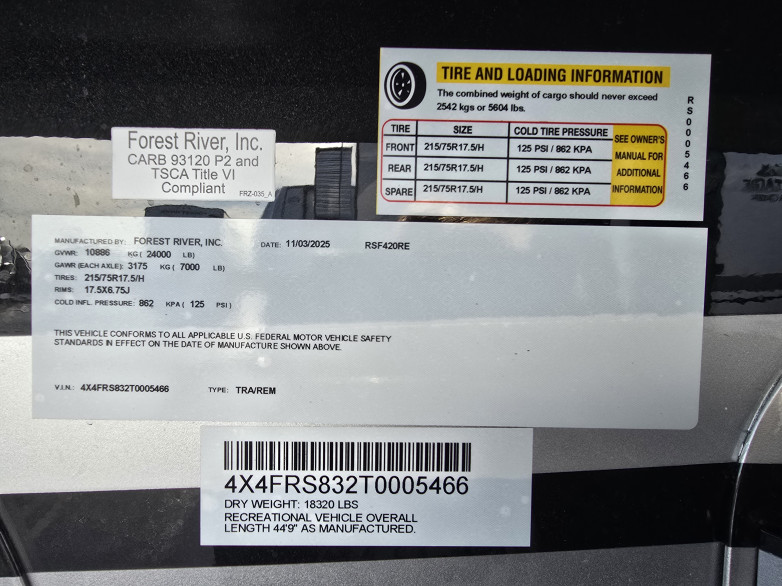 TIRE AND LOADING INFORMATION
The combined weight of cargo should never exceed
2542 kgs or 5604 lbs.
TIRE SIZE COLD TIRE PRESSURE
FRONT 215/75R17.5/H 125 PSI / 862 KPA
REAR 215/75R17.5/H 125 PSI / 862 KPA
SPARE 215/75R17.5/H 125 PSI / 862 KPA
SEE OWNER'S
MANUAL FOR
ADDITIONAL
INFORMATION
RS0005466
Forest River, Inc.
CARB 93120 P2 and
TSCA Title VI
Compliant
FRZ-035_A
MANUFACTURED BY: FOREST RIVER, INC. DATE: 11/03/2025 RSF420RE
GVWR: 10886 KG ( 24000 LB)
GAWR (EACH AXLE): 3175 KG ( 7000 LB)
TIRES: 215/75R17.5/H
RIMS: 17.5X6.75J
COLD INFL. PRESSURE: 862 KPA ( 125 PSI )
THIS VEHICLE CONFORMS TO ALL APPLICABLE U.S. FEDERAL MOTOR VEHICLE SAFETY
STANDARDS IN EFFECT ON THE DATE OF MANUFACTURE SHOWN ABOVE.
V.I.N.: 4X4FRS832T0005466 TYPE: TRA/REM
4X4FRS832T0005466
DRY WEIGHT: 18320 LBS
RECREATIONAL VEHICLE OVERALL
LENGTH 44'9" AS MANUFACTURED.